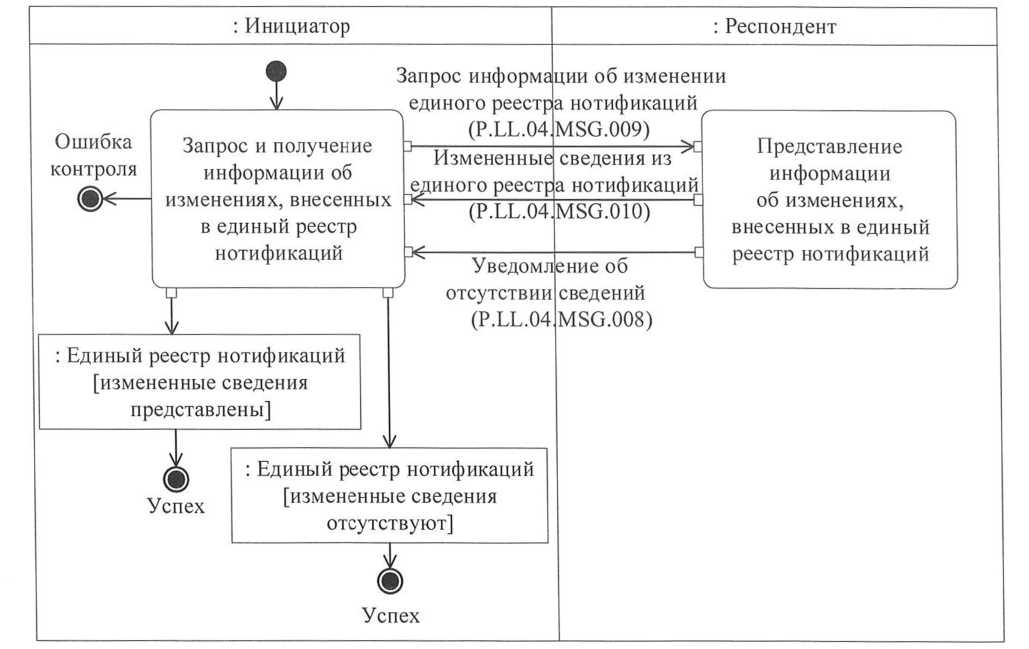 : Инициатор
: Респондент
Запрос информации об изменении
единого реестра нотификаций
(P.LL.04.MSG.009)
Ошибка
контроля
Запрос и получение
информации об
изменениях, внесенных
в единый реестр
нотификаций
Измененные сведения из
единого реестра нотификаций
(P.LL.04.MSG.010)
Представление
информации
об изменениях,
внесенных в единый
реестр нотификаций
Уведомление об
отсутствии сведений
(P.LL.04.MSG.008)
: Единый реестр нотификаций
[измененные сведения
представлены]
Успех
: Единый реестр нотификаций
[измененные сведения
отсутствуют]
Успех